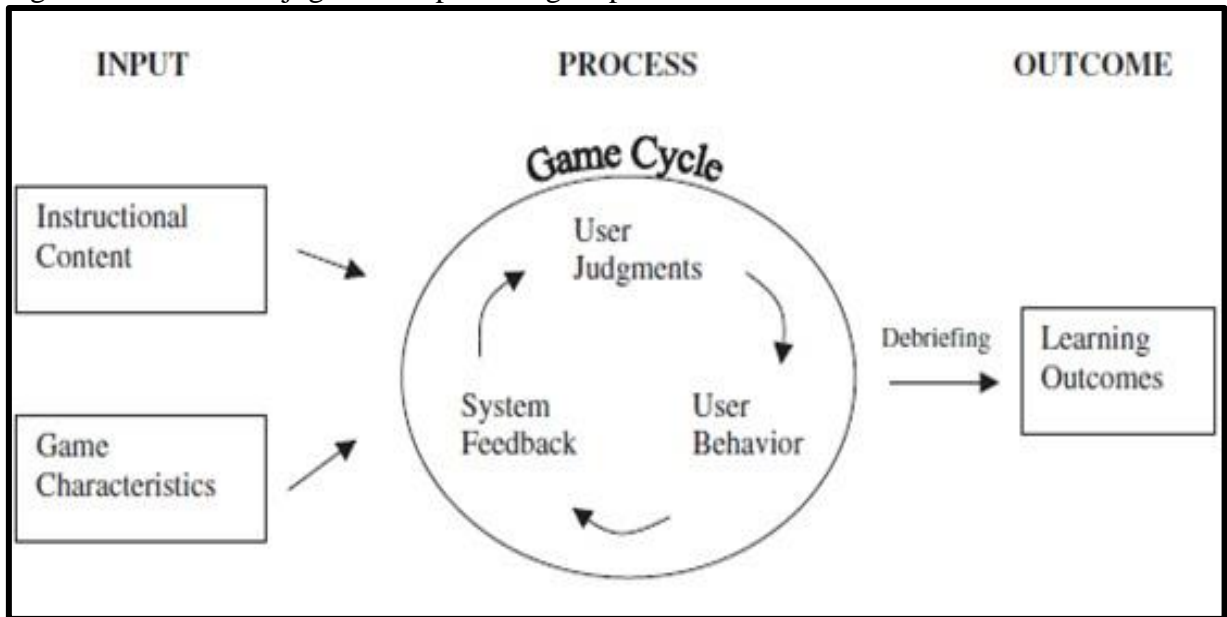 INPUT
PROCESS
OUTCOME
Game Cycle
Instructional
Content
User
Judgments
Debriefing
Learning
Outcomes
System
Feedback
User
Behavior
Game
Characteristics